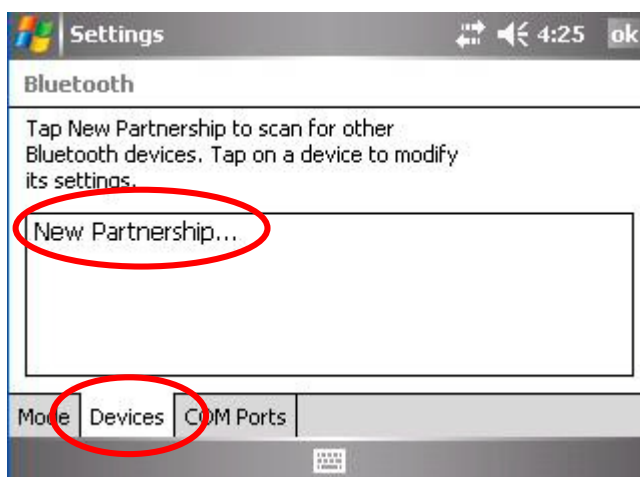 Settings 4:25 ok
Bluetooth
Tap New Partnership to scan for other
Bluetooth devices. Tap on a device to modify
its settings.
New Partnership...
Mode Devices COM Ports